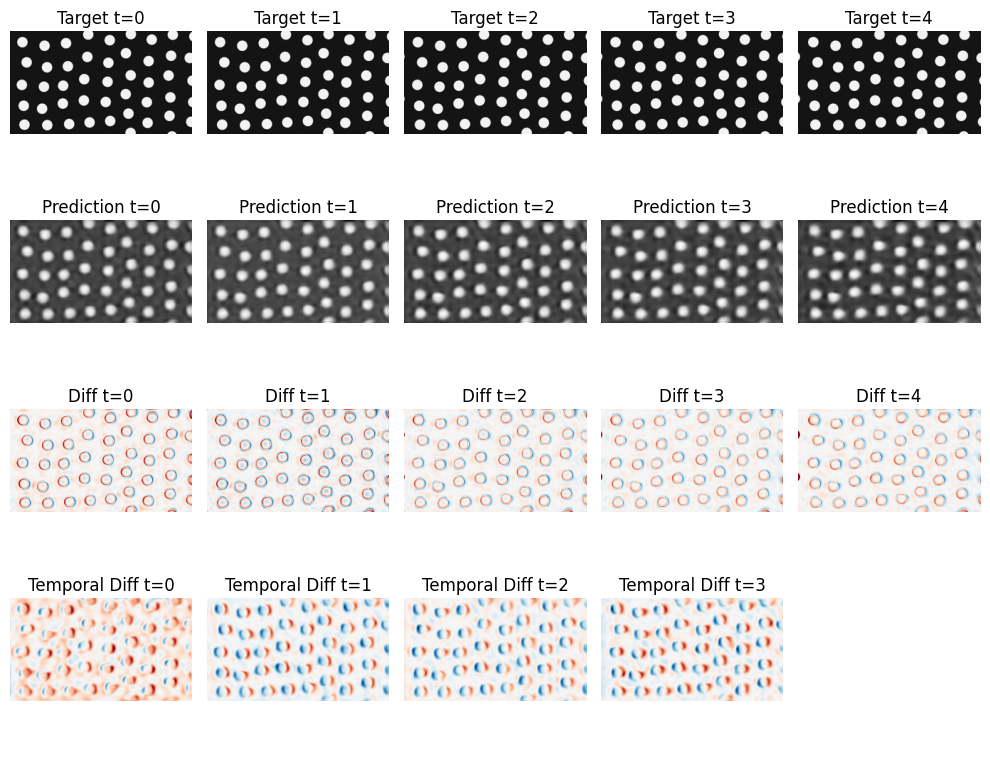 Target t=0 Target t=1 Target t=2 Target t=3 Target t=4
Prediction t=0 Prediction t=1 Prediction t=2 Prediction t=3 Prediction t=4
Diff t=0 Diff t=1 Diff t=2 Diff t=3 Diff t=4
Temporal Diff t=0 Temporal Diff t=1 Temporal Diff t=2 Temporal Diff t=3